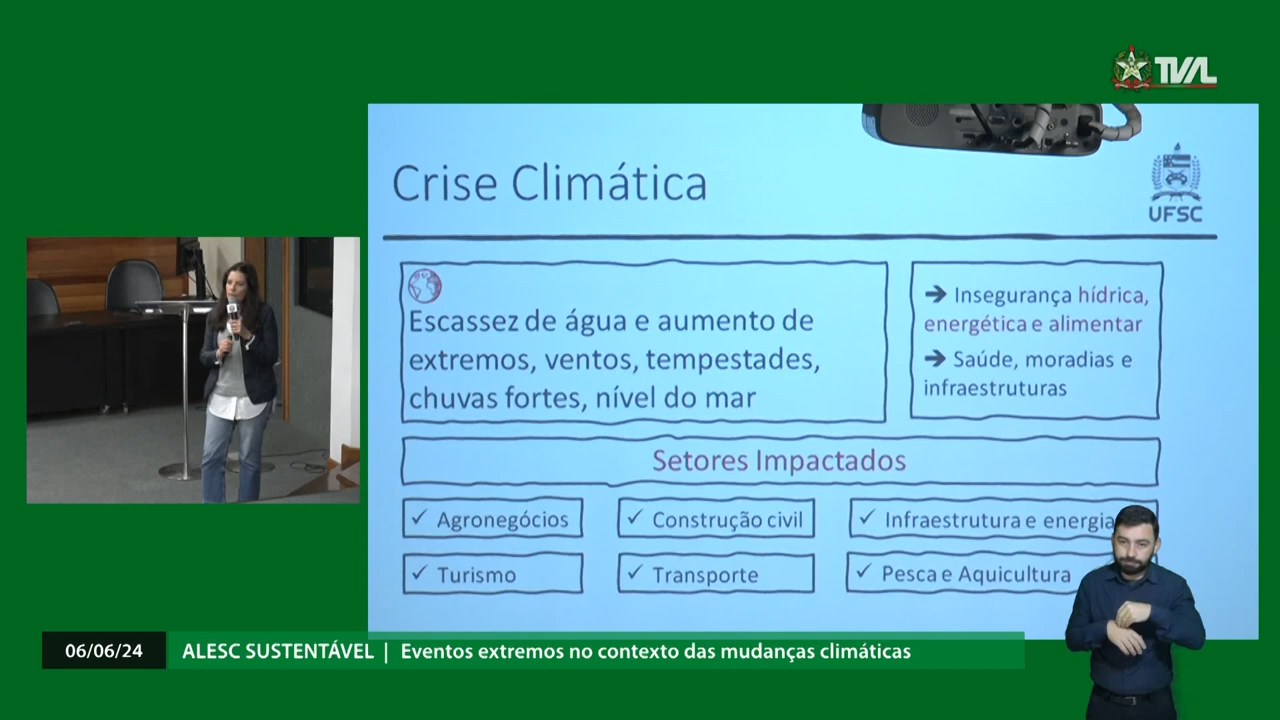 TVAL
Crise Climática
UFSC
Escassez de água e aumento de
extremos, ventos, tempestades,
chuvas fortes, nível do mar
➔ Insegurança hídrica,
energética e alimentar
➔ Saúde, moradias e
infraestruturas
Setores Impactados
✓ Agronegócios
✓ Construção civil
✓ Infraestrutura e energia
✓ Turismo
✓ Transporte
✓ Pesca e Aquicultura
06/06/24
ALESC SUSTENTÁVEL | Eventos extremos no contexto das mudanças climáticas